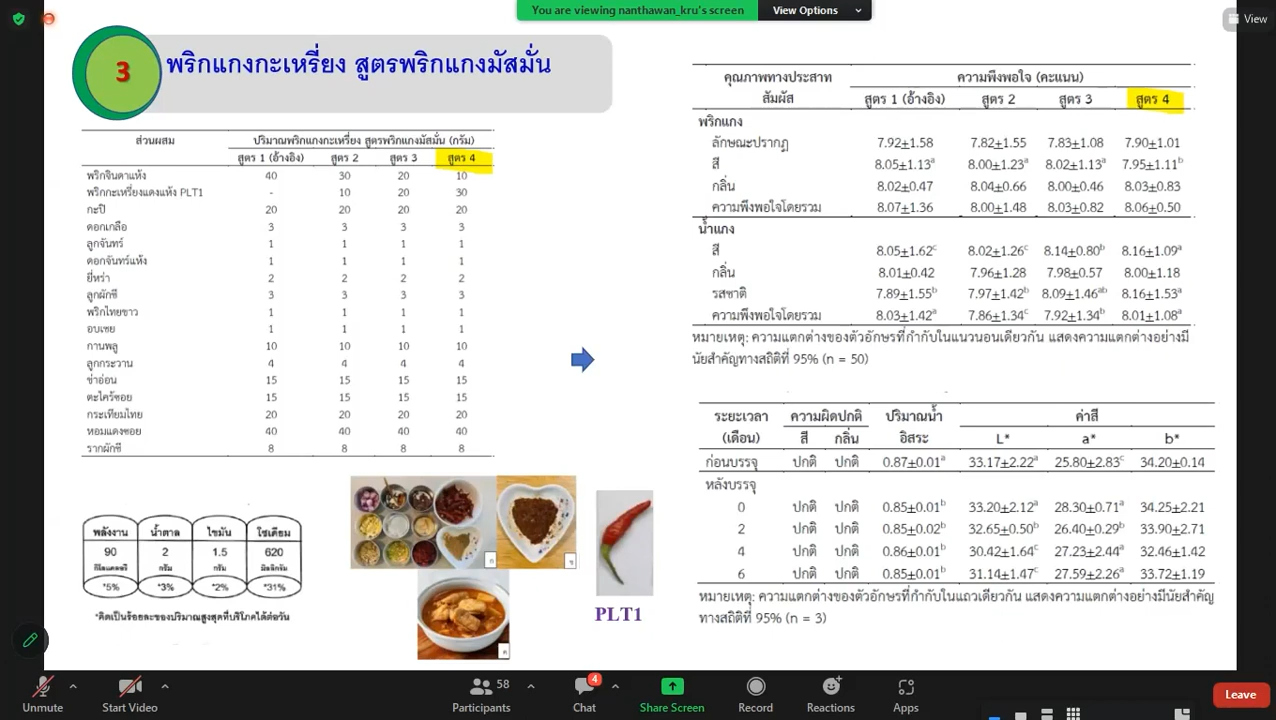 You are viewing nanthawan_kru's screen
View Options
View
3
พริกแกงกะเหรี่ยง สูตรพริกแกงมัสมั่น
ส่วนผสม ปริมาณพริกแกงกะเหรี่ยง สูตรพริกแกงมัสมั่น (กรัม)
สูตร 1 (อ้างอิง) สูตร 2 สูตร 3 สูตร 4
พริกจินดาแห้ง 40 30 20 10
พริกกะเหรี่ยงแดงแห้ง PLT1 - 10 20 30
กะปิ 20 20 20 20
ดอกเกลือ 3 3 3 3
ลูกจันทร์ 1 1 1 1
ดอกจันทร์แห้ง 1 1 1 1
ยี่หร่า 2 2 2 2
ลูกผักชี 3 3 3 3
พริกไทยขาว 1 1 1 1
อบเชย 1 1 1 1
กานพลู 10 10 10 10
ลูกกระวาน 4 4 4 4
ข่าอ่อน 15 15 15 15
ตะไคร้ซอย 15 15 15 15
กระเทียมไทย 20 20 20 20
หอมแดงซอย 40 40 40 40
รากผักชี 8 8 8 8
พลังงาน น้ำตาล ไขมัน โซเดียม
90 2 1.5 620
กิโลแคลอรี กรัม กรัม มิลลิกรัม
*5% *3% *2% *31%
*คิดเป็นร้อยละของปริมาณสูงสุดที่บริโภคได้ต่อวัน
ก
ข
ค
PLT1
คุณภาพทางประสาท ความพึงพอใจ (คะแนน)
สัมผัส สูตร 1 (อ้างอิง) สูตร 2 สูตร 3 สูตร 4
พริกแกง
ลักษณะปรากฏ 7.92±1.58 7.82±1.55 7.83±1.08 7.90±1.01
สี 8.05±1.13ᵃ 8.00±1.23ᵃ 8.02±1.13ᵃ 7.95±1.11ᵇ
กลิ่น 8.02±0.47 8.04±0.66 8.00±0.46 8.03±0.83
ความพึงพอใจโดยรวม 8.07±1.36 8.00±1.48 8.03±0.82 8.06±0.50
น้ำแกง
สี 8.05±1.62ᶜ 8.02±1.26ᶜ 8.14±0.80ᵇ 8.16±1.09ᵃ
กลิ่น 8.01±0.42 7.96±1.28 7.98±0.57 8.00±1.18
รสชาติ 7.89±1.55ᵇ 7.97±1.42ᵇ 8.09±1.46ᵃᵇ 8.16±1.53ᵃ
ความพึงพอใจโดยรวม 8.03±1.42ᵃ 7.86±1.34ᶜ 7.92±1.34ᵇ 8.01±1.08ᵃ
หมายเหตุ: ความแตกต่างของตัวอักษรที่กำกับในแนวนอนเดียวกัน แสดงความแตกต่างอย่างมี
นัยสำคัญทางสถิติที่ 95% (n = 50)
ระยะเวลา ความผิดปกติ ปริมาณน้ำ ค่าสี
(เดือน) สี กลิ่น อิสระ L* a* b*
ก่อนบรรจุ ปกติ ปกติ 0.87±0.01ᵃ 33.17±2.22ᵃ 25.80±2.83ᶜ 34.20±0.14
หลังบรรจุ
0 ปกติ ปกติ 0.85±0.01ᵇ 33.20±2.12ᵃ 28.30±0.71ᵃ 34.25±2.21
2 ปกติ ปกติ 0.85±0.02ᵇ 32.65±0.50ᵇ 26.40±0.29ᵇ 33.90±2.71
4 ปกติ ปกติ 0.86±0.01ᵇ 30.42±1.64ᶜ 27.23±2.44ᵃ 32.46±1.42
6 ปกติ ปกติ 0.85±0.01ᵇ 31.14±1.47ᶜ 27.59±2.26ᵃ 33.72±1.19
หมายเหตุ: ความแตกต่างของตัวอักษรที่กำกับในแถวเดียวกัน แสดงความแตกต่างอย่างมีนัยสำคัญ
ทางสถิติที่ 95% (n = 3)
58
4
Unmute Start Video Participants Chat Share Screen Record Reactions Apps Leave